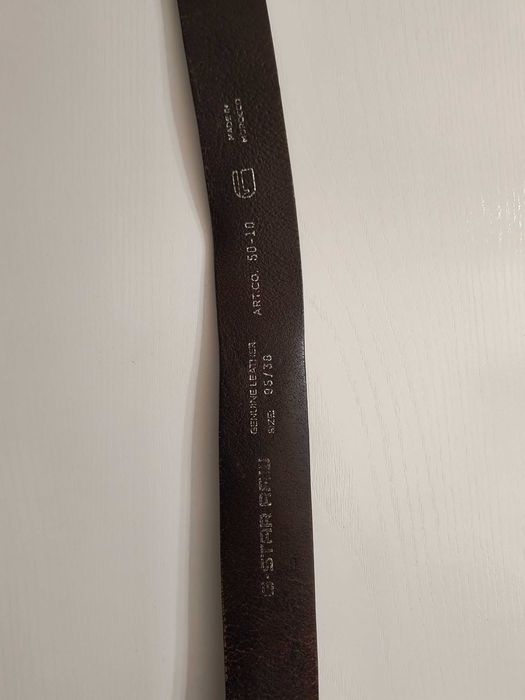 G-STAR RAW
GENUINE LEATHER
SIZE: 95/38
ART.CO.: 50-10
MADE IN
MOROCCO